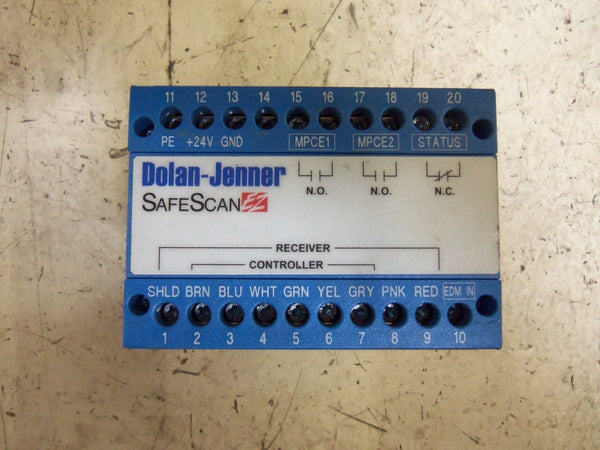 11 12 13 14 15 16 17 18 19 20
PE +24V GND MPCE1 MPCE2 STATUS
Dolan-Jenner
SAFESCAN EZ
N.O. N.O. N.C.
RECEIVER
CONTROLLER
SHLD BRN BLU WHT GRN YEL GRY PNK RED EDM IN
1 2 3 4 5 6 7 8 9 10